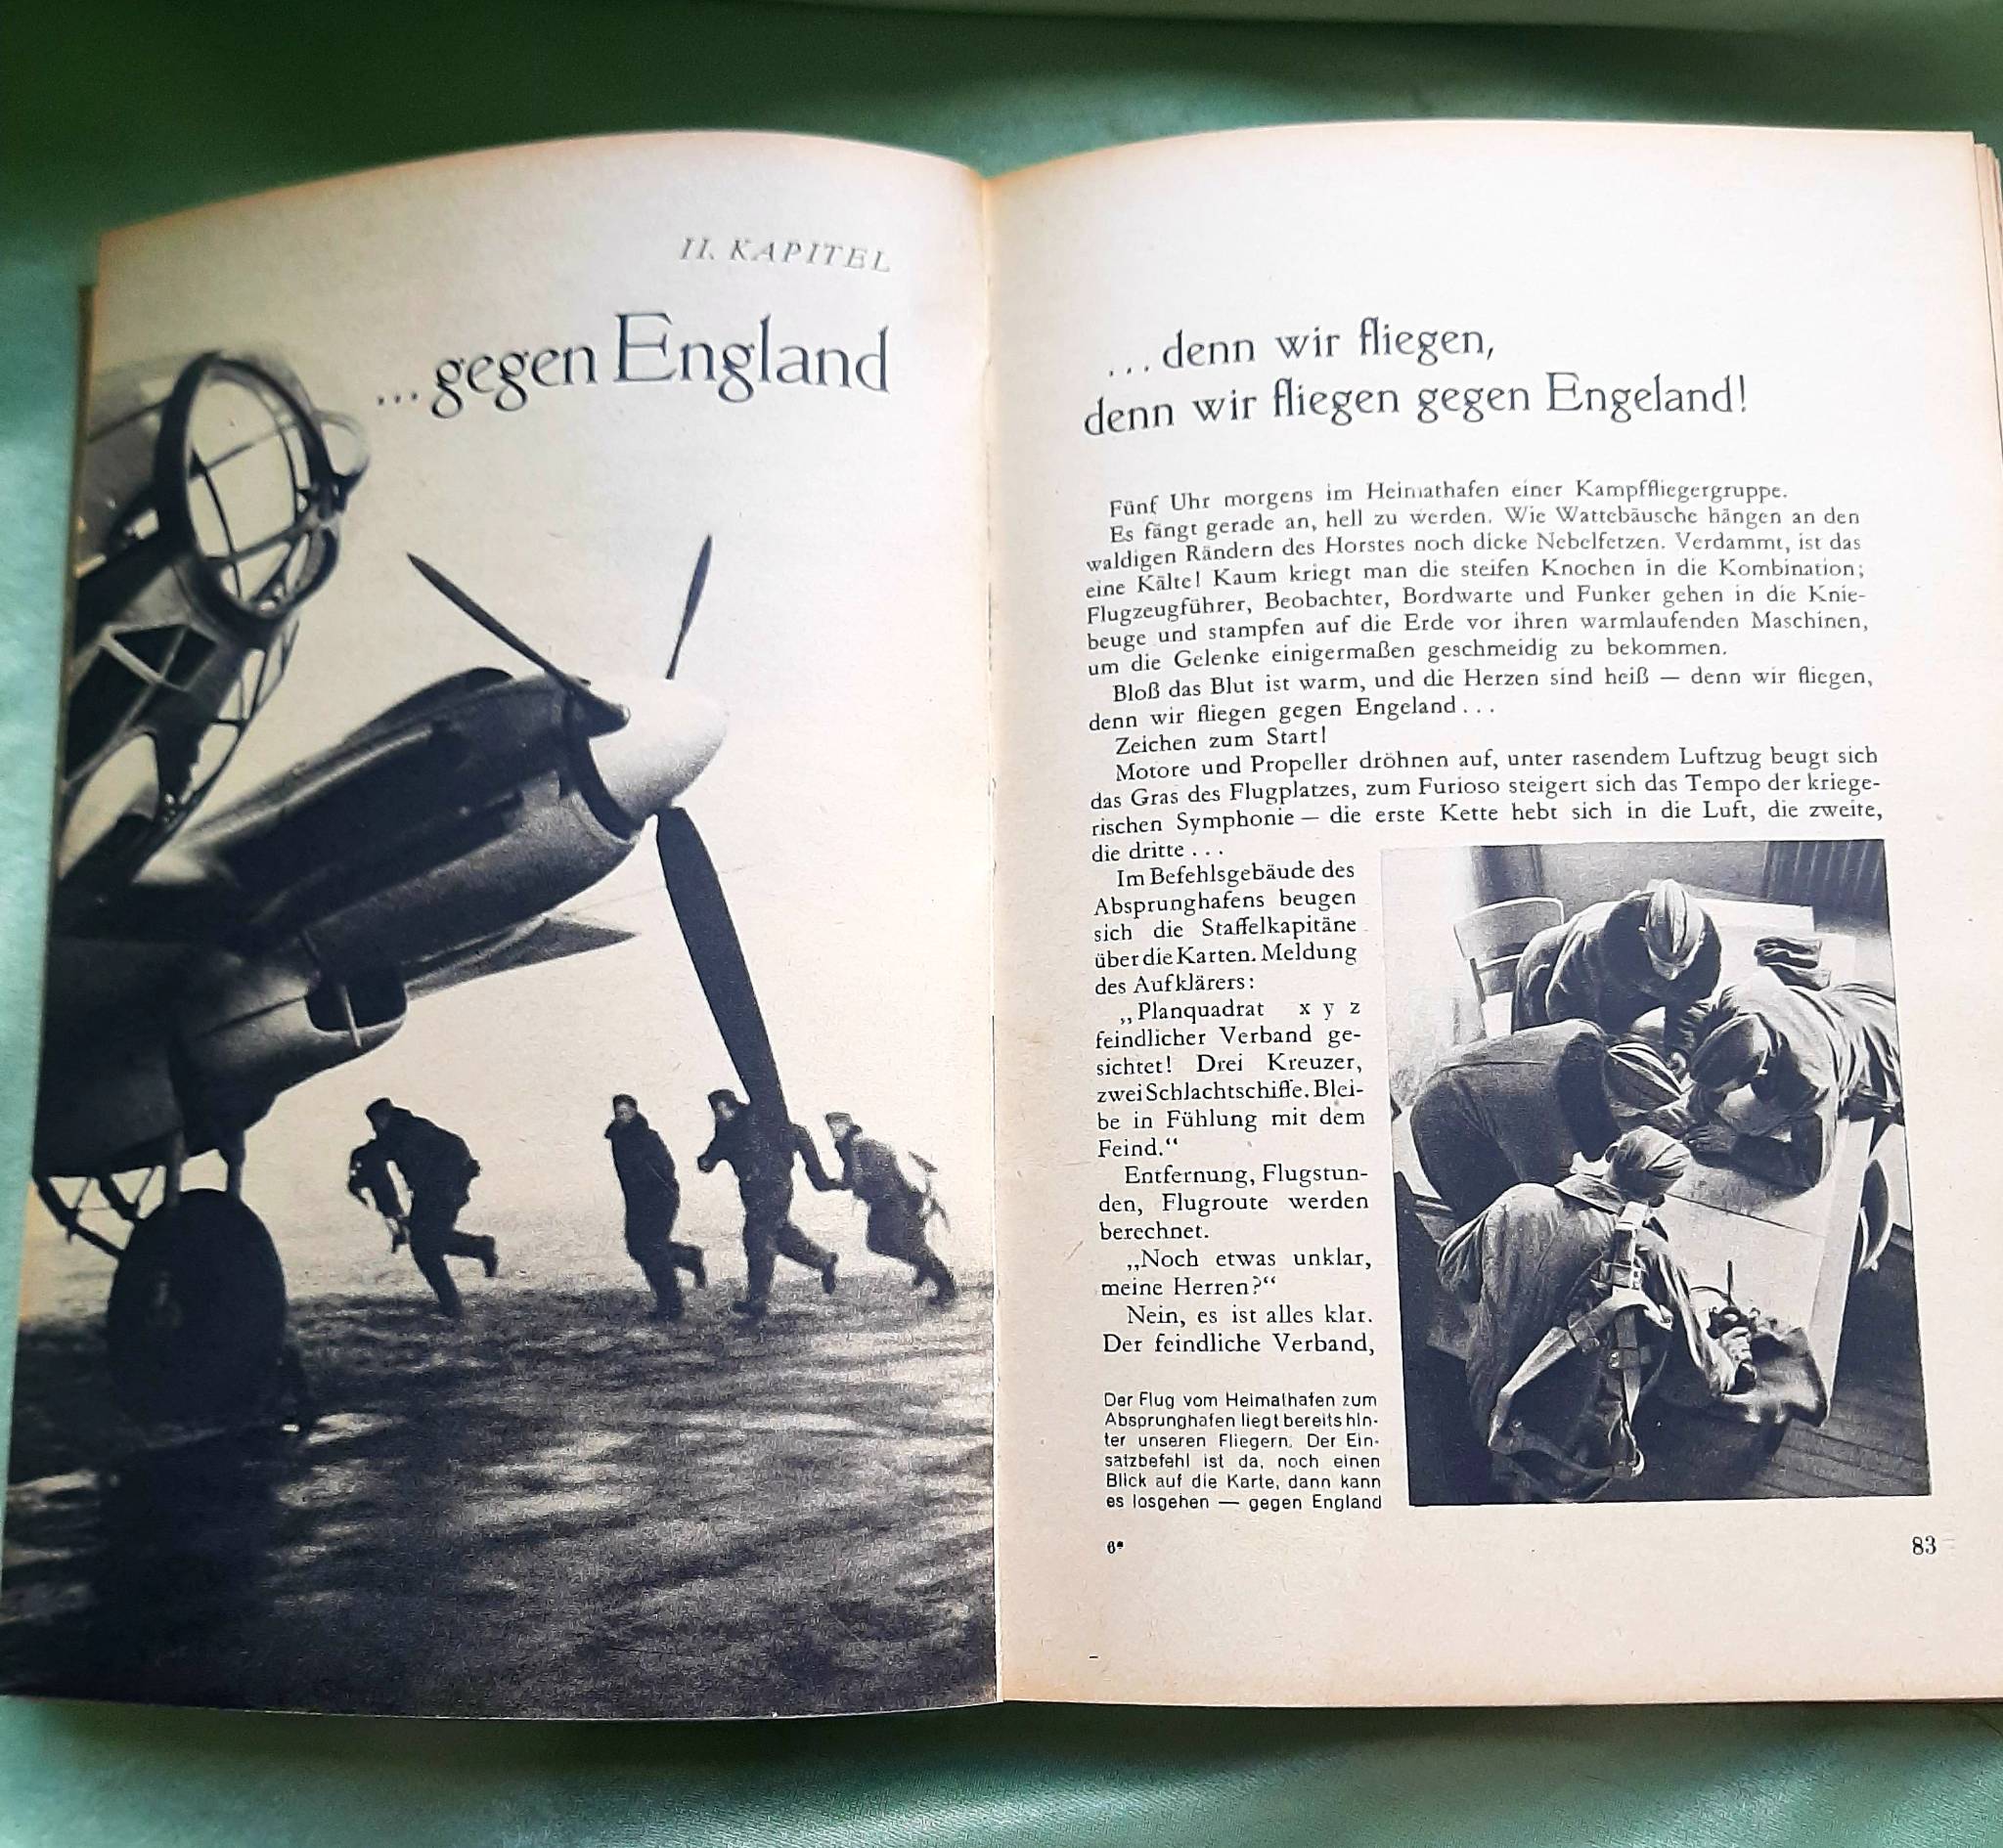 II. KAPITEL
...gegen England
...denn wir fliegen,
denn wir fliegen gegen Engeland!
Fünf Uhr morgens im Heimathafen einer Kampffliegergruppe.
Es fängt gerade an, hell zu werden. Wie Wattebäusche hängen an den
waldigen Rändern des Horstes noch dicke Nebelfetzen. Verdammt, ist das
eine Kälte! Kaum kriegt man die steifen Knochen in die Kombination;
Flugzeugführer, Beobachter, Bordwarte und Funker gehen in die Knie-
beuge und stampfen auf die Erde vor ihren warmlaufenden Maschinen,
um die Gelenke einigermaßen geschmeidig zu bekommen.
Bloß das Blut ist warm, und die Herzen sind heiß — denn wir fliegen,
denn wir fliegen gegen Engeland...
Zeichen zum Start!
Motore und Propeller dröhnen auf, unter rasendem Luftzug beugt sich
das Gras des Flugplatzes, zum Furioso steigert sich das Tempo der kriege-
rischen Symphonie — die erste Kette hebt sich in die Luft, die zweite,
die dritte...
Im Befehlsgebäude des
Absprunghafens beugen
sich die Staffelkapitäne
über die Karten. Meldung
des Aufklärers:
„Planquadrat x y z
feindlicher Verband ge-
sichtet! Drei Kreuzer,
zwei Schlachtschiffe. Blei-
be in Fühlung mit dem
Feind.“
Entfernung, Flugstun-
den, Flugroute werden
berechnet.
„Noch etwas unklar,
meine Herren?“
Nein, es ist alles klar.
Der feindliche Verband,
Der Flug vom Heimathafen zum
Absprunghafen liegt bereits hin-
ter unseren Fliegern. Der Ein-
satzbefehl ist da, noch einen
Blick auf die Karte, dann kann
es losgehen — gegen England
6*
83